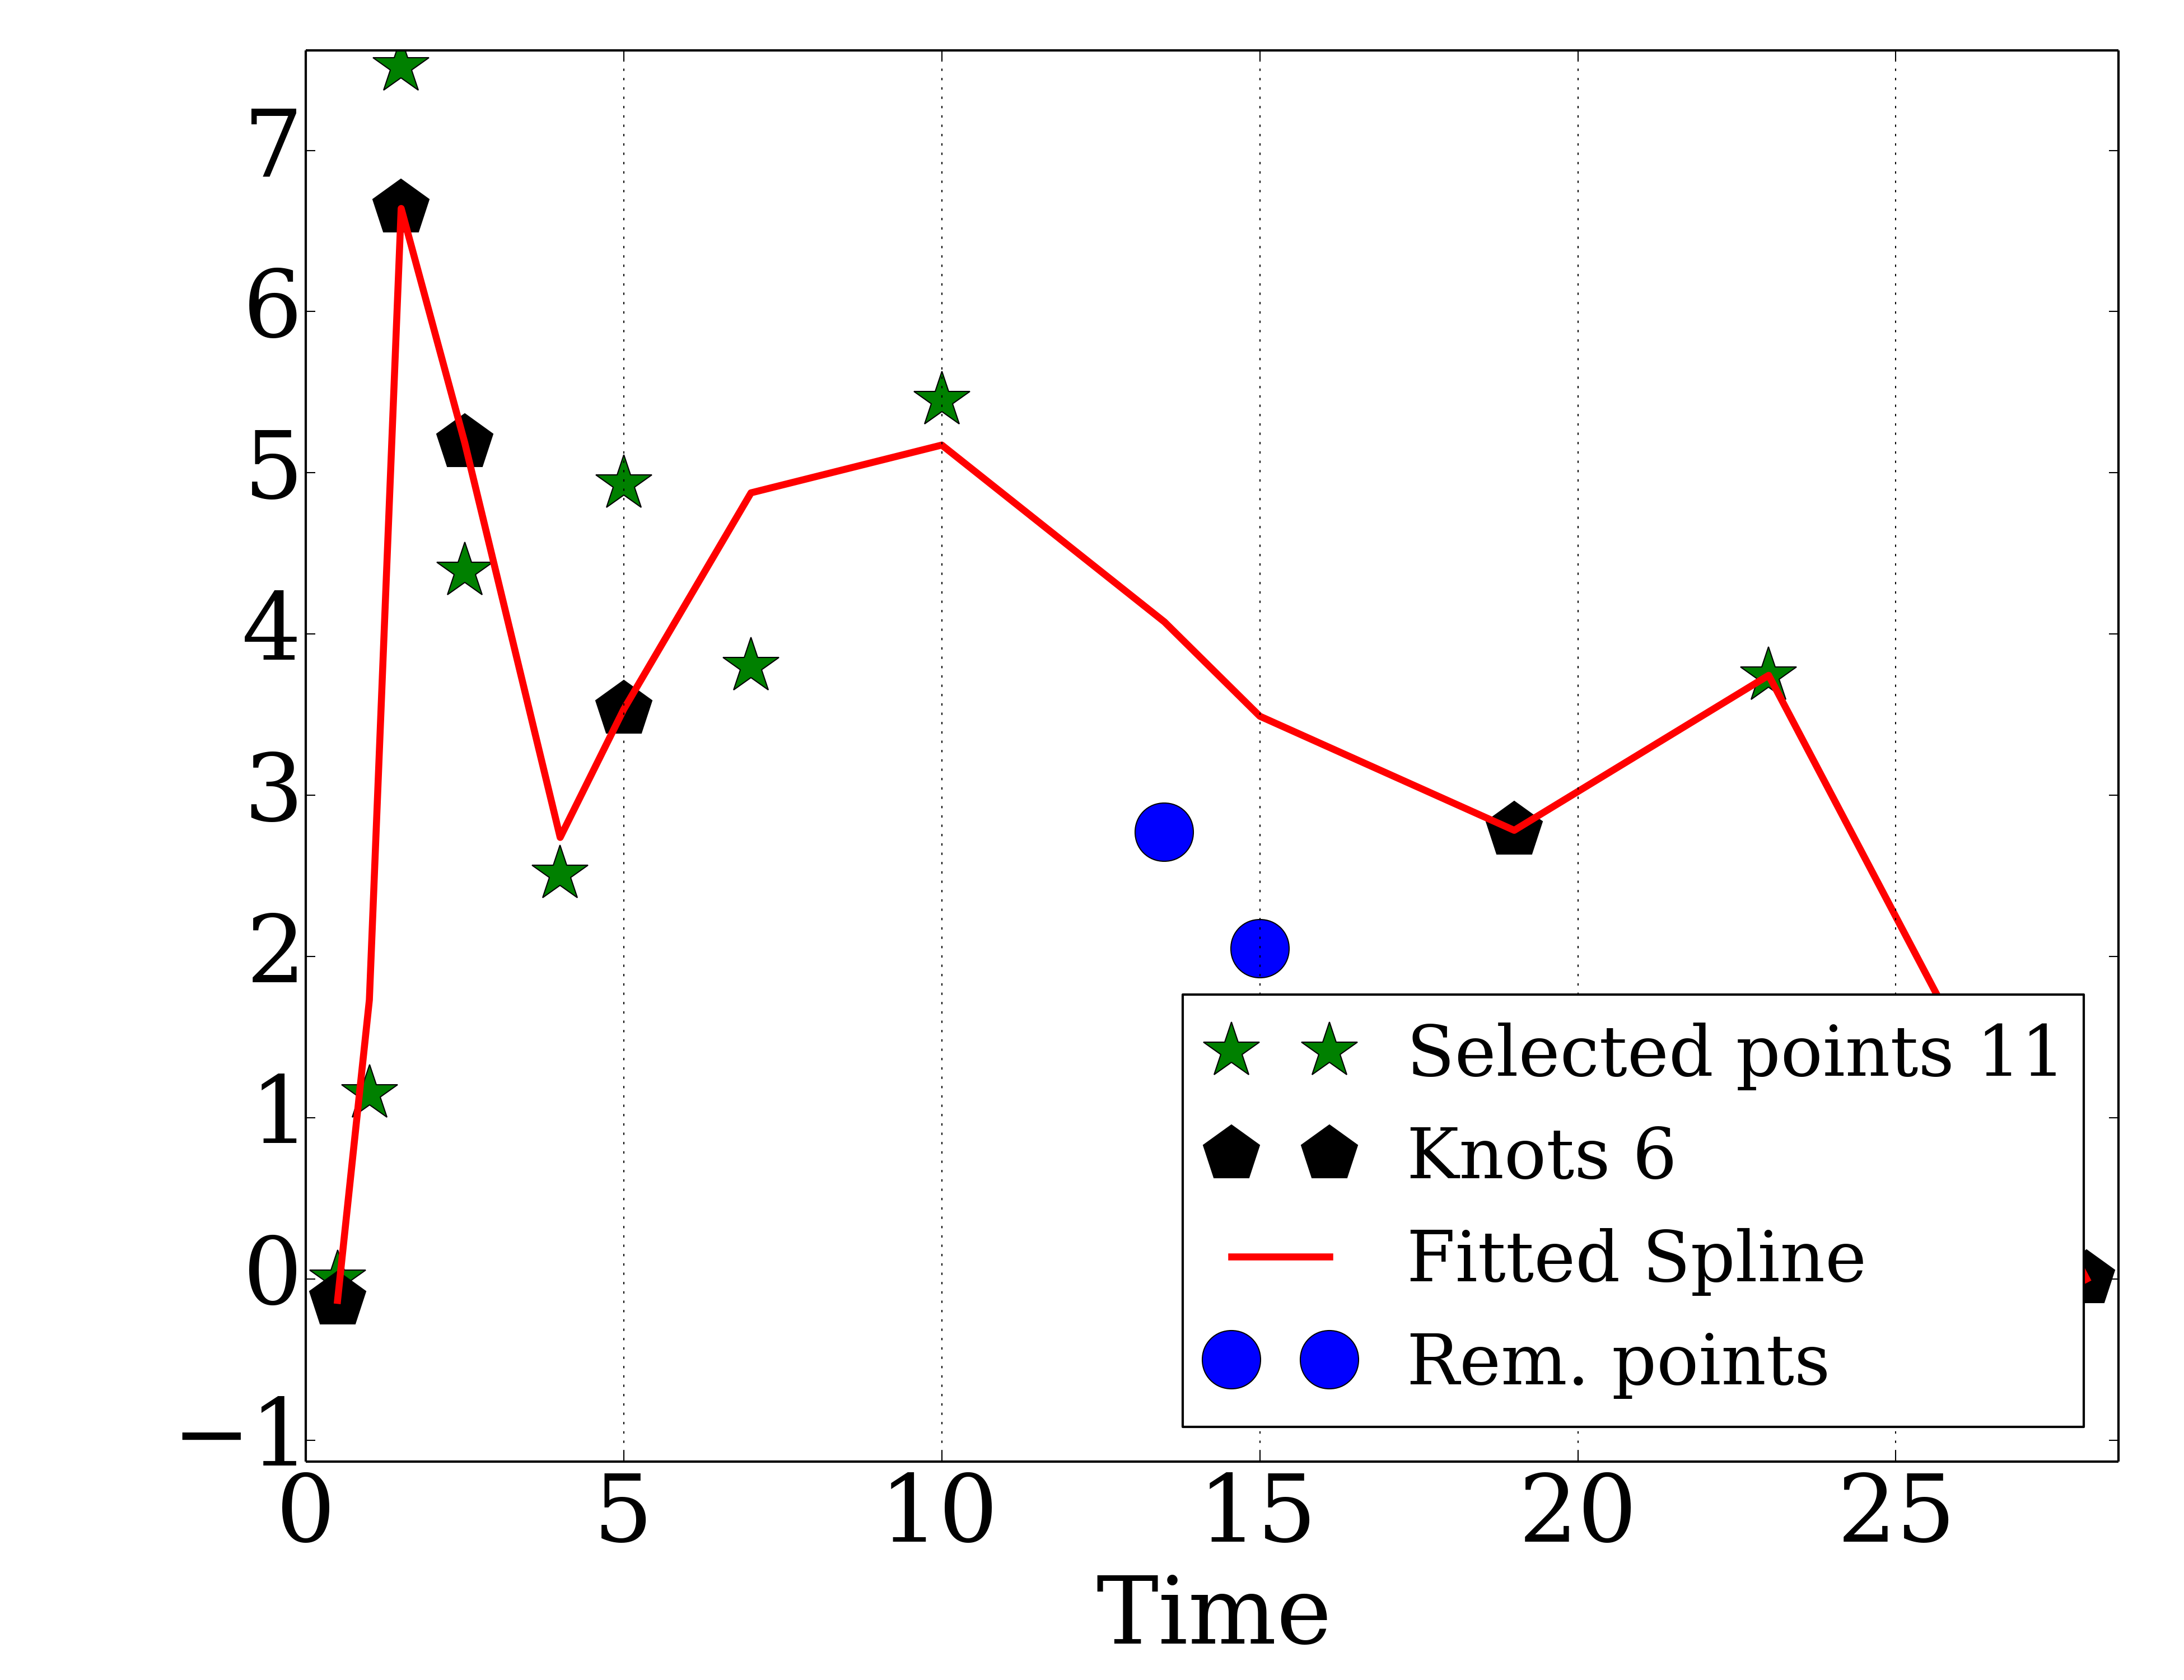 7
6
5
4
3
2
1
0
−1
0 5 10 15 20 25
Time
Selected points 11
Knots 6
Fitted Spline
Rem. points